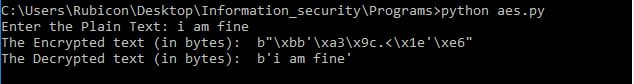 C:\Users\Rubicon\Desktop\Information_security\Programs>python aes.py
Enter the Plain Text: i am fine
The Encrypted text (in bytes):  b"\xbb'\xa3\x9c.<\x1e'\xe6"
The Decrypted text (in bytes):  b'i am fine'